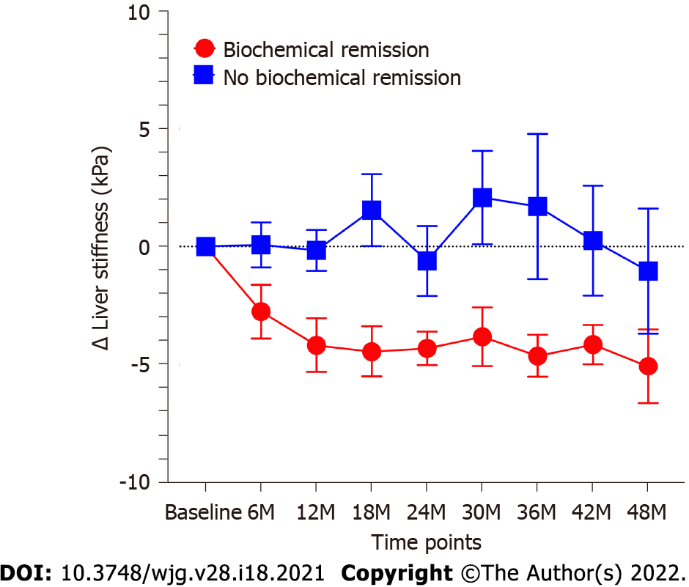 10
Biochemical remission
No biochemical remission
5
0
-5
-10
Δ Liver stiffness (kPa)
Baseline 6M 12M 18M 24M 30M 36M 42M 48M
Time points
DOI: 10.3748/wjg.v28.i18.2021 Copyright ©The Author(s) 2022.